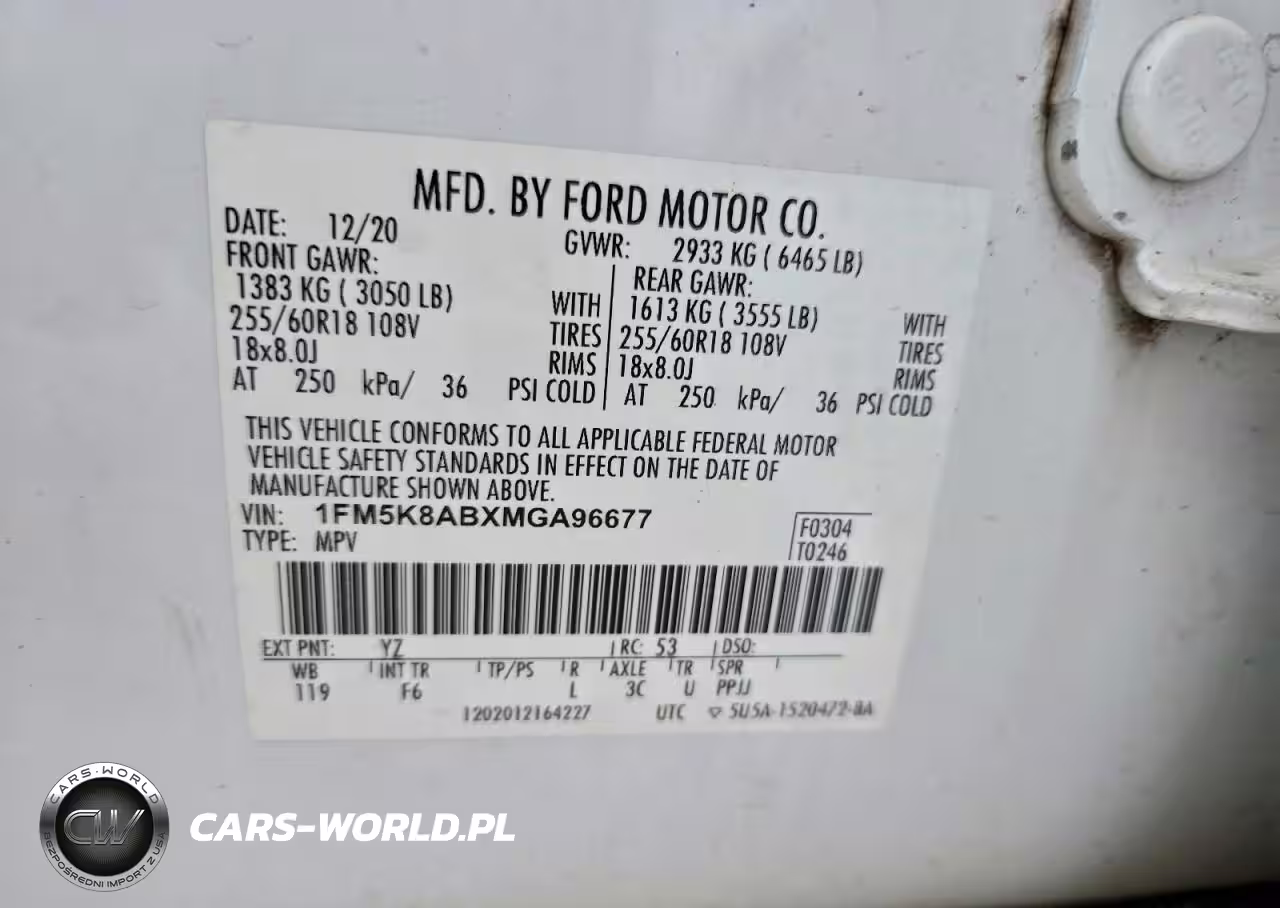 MFD. BY FORD MOTOR CO.
DATE: 12/20 GVWR: 2933 KG ( 6465 LB)
FRONT GAWR: REAR GAWR:
1383 KG ( 3050 LB) WITH 1613 KG ( 3555 LB) WITH
255/60R18 108V TIRES 255/60R18 108V TIRES
18x8.0J RIMS 18x8.0J RIMS
AT 250 kPa/ 36 PSI COLD AT 250 kPa/ 36 PSI COLD
THIS VEHICLE CONFORMS TO ALL APPLICABLE FEDERAL MOTOR
VEHICLE SAFETY STANDARDS IN EFFECT ON THE DATE OF
MANUFACTURE SHOWN ABOVE.
VIN: 1FM5K8ABXMGA96677
F0304
TYPE: MPV
T0246
EXT PNT: YZ RC: 53 DSO:
WB INT TR TP/PS R AXLE TR SPR
119 F6 L 3C U PPJJ
1202012164227 UTC 5U5A-1520472-BA
CARS-WORLD
CW
BEZPOŚREDNI IMPORT Z USA
CARS-WORLD.PL